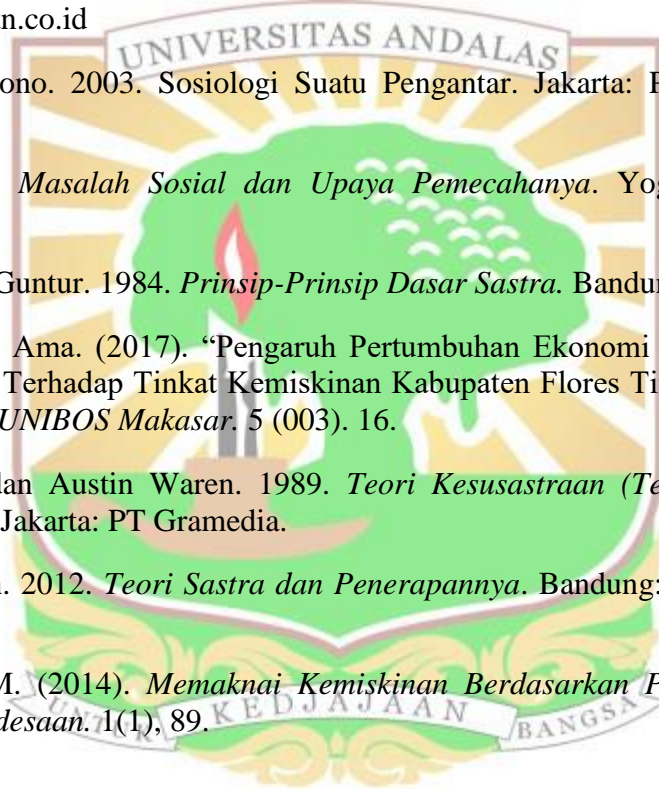 an.co.id
UNIVERSITAS ANDALAS
ono. 2003. Sosiologi Suatu Pengantar. Jakarta:
Masalah Sosial dan Upaya Pemecahanya. Yog
Guntur. 1984. Prinsip-Prinsip Dasar Sastra. Bandun
Ama. (2017). “Pengaruh Pertumbuhan Ekonomi
Terhadap Tinkat Kemiskinan Kabupaten Flores Ti
UNIBOS Makasar. 5 (003). 16.
dan Austin Waren. 1989. Teori Kesusastraan (Te
Jakarta: PT Gramedia.
2012. Teori Sastra dan Penerapannya. Bandung:
M. (2014). Memaknai Kemiskinan Berdasarkan P
desaan. 1(1), 89.
UNTUK KEDJAJAAN BANGSA